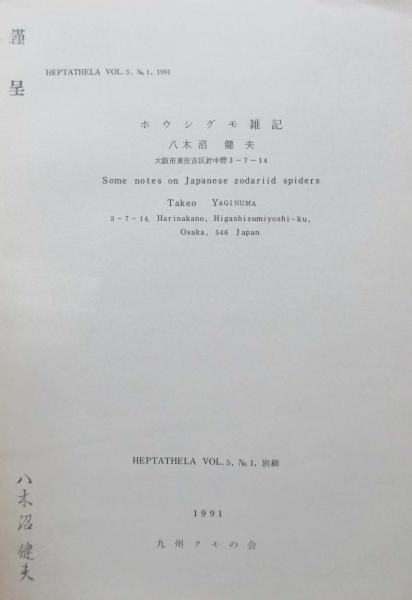 謹呈
HEPTATHELA VOL. 5, № 1, 1991
ホウシグモ雑記
八木沼 健夫
大阪市東住吉区針中野3-7-14
Some notes on Japanese zodariid spiders
Takeo YAGINUMA
3-7-14, Harinakano, Higashisumiyoshi-ku,
Osaka, 546 Japan
HEPTATHELA VOL. 5, № 1, 別刷
1991
九州クモの会
八木沼健夫